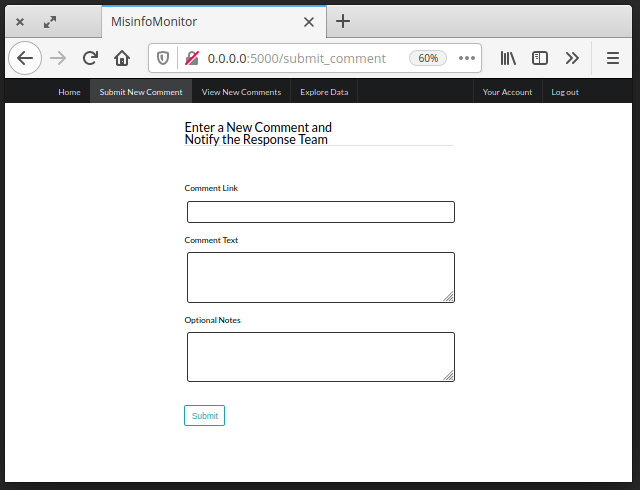 MisinfoMonitor
0.0.0.0:5000/submit_comment 60%
Home Submit New Comment View New Comments Explore Data Your Account Log out
Enter a New Comment and
Notify the Response Team
Comment Link
Comment Text
Optional Notes
Submit